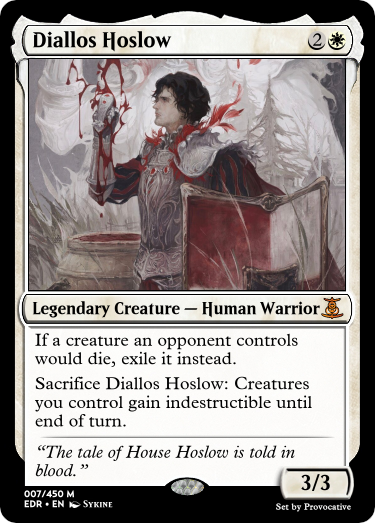 Diallos Hoslow 2
Legendary Creature — Human Warrior
If a creature an opponent controls
would die, exile it instead.
Sacrifice Diallos Hoslow: Creatures
you control gain indestructible until
end of turn.
“The tale of House Hoslow is told in
blood.”
3/3
007/450 M
EDR • EN Sykine
Set by Provocative